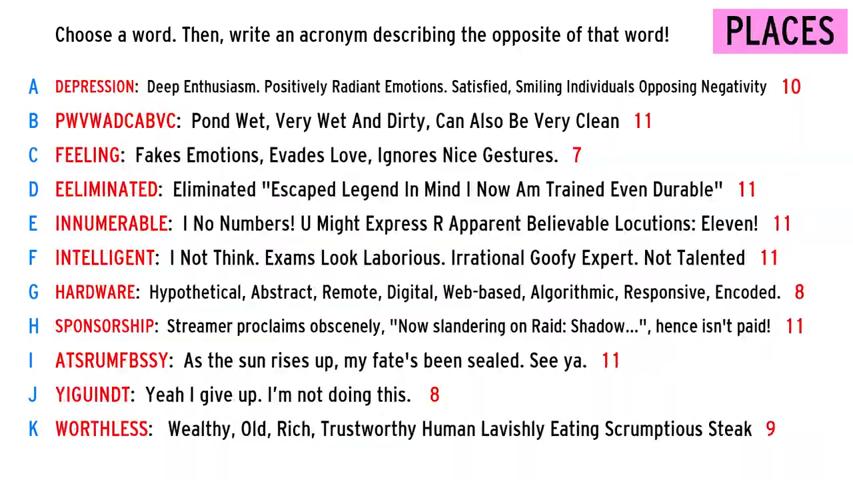 Choose a word. Then, write an acronym describing the opposite of that word!
PLACES
A DEPRESSION: Deep Enthusiasm. Positively Radiant Emotions. Satisfied, Smiling Individuals Opposing Negativity 10
B PWVWADCABVC: Pond Wet, Very Wet And Dirty, Can Also Be Very Clean 11
C FEELING: Fakes Emotions, Evades Love, Ignores Nice Gestures. 7
D EELIMINATED: Eliminated "Escaped Legend In Mind I Now Am Trained Even Durable" 11
E INNUMERABLE: I No Numbers! U Might Express R Apparent Believable Locutions: Eleven! 11
F INTELLIGENT: I Not Think. Exams Look Laborious. Irrational Goofy Expert. Not Talented 11
G HARDWARE: Hypothetical, Abstract, Remote, Digital, Web-based, Algorithmic, Responsive, Encoded. 8
H SPONSORSHIP: Streamer proclaims obscenely, "Now slandering on Raid: Shadow...", hence isn't paid! 11
I ATSRUMFBSSY: As the sun rises up, my fate's been sealed. See ya. 11
J YIGUINDT: Yeah I give up. I'm not doing this. 8
K WORTHLESS: Wealthy, Old, Rich, Trustworthy Human Lavishly Eating Scrumptious Steak 9